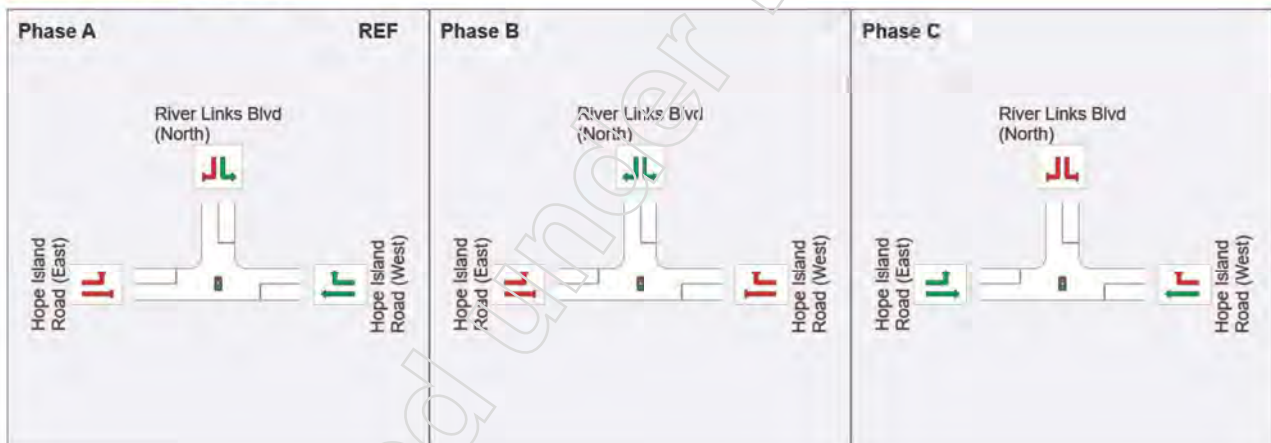 Phase A
REF
River Links Blvd
(North)
Hope Island
Road (East)
Hope Island
Road (West)
Phase B
River Links Blvd
(North)
Hope Island
Road (East)
Hope Island
Road (West)
Phase C
River Links Blvd
(North)
Hope Island
Road (East)
Hope Island
Road (West)
d under